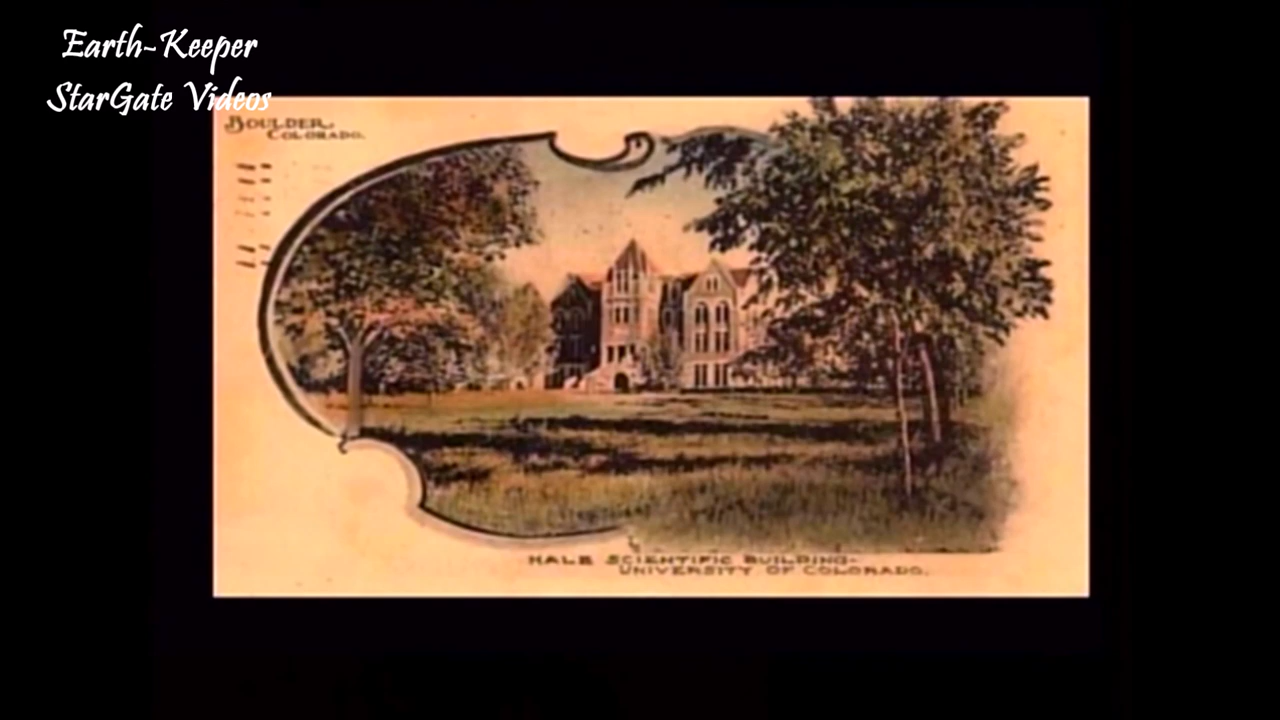 Earth-Keeper
StarGate Videos
BOULDER,
COLORADO.
HALE SCIENTIFIC BUILDING-
UNIVERSITY OF COLORADO.